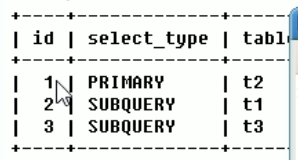 | id | select_type | tabl
| 1 | PRIMARY | t2
| 2 | SUBQUERY | t1
| 3 | SUBQUERY | t3